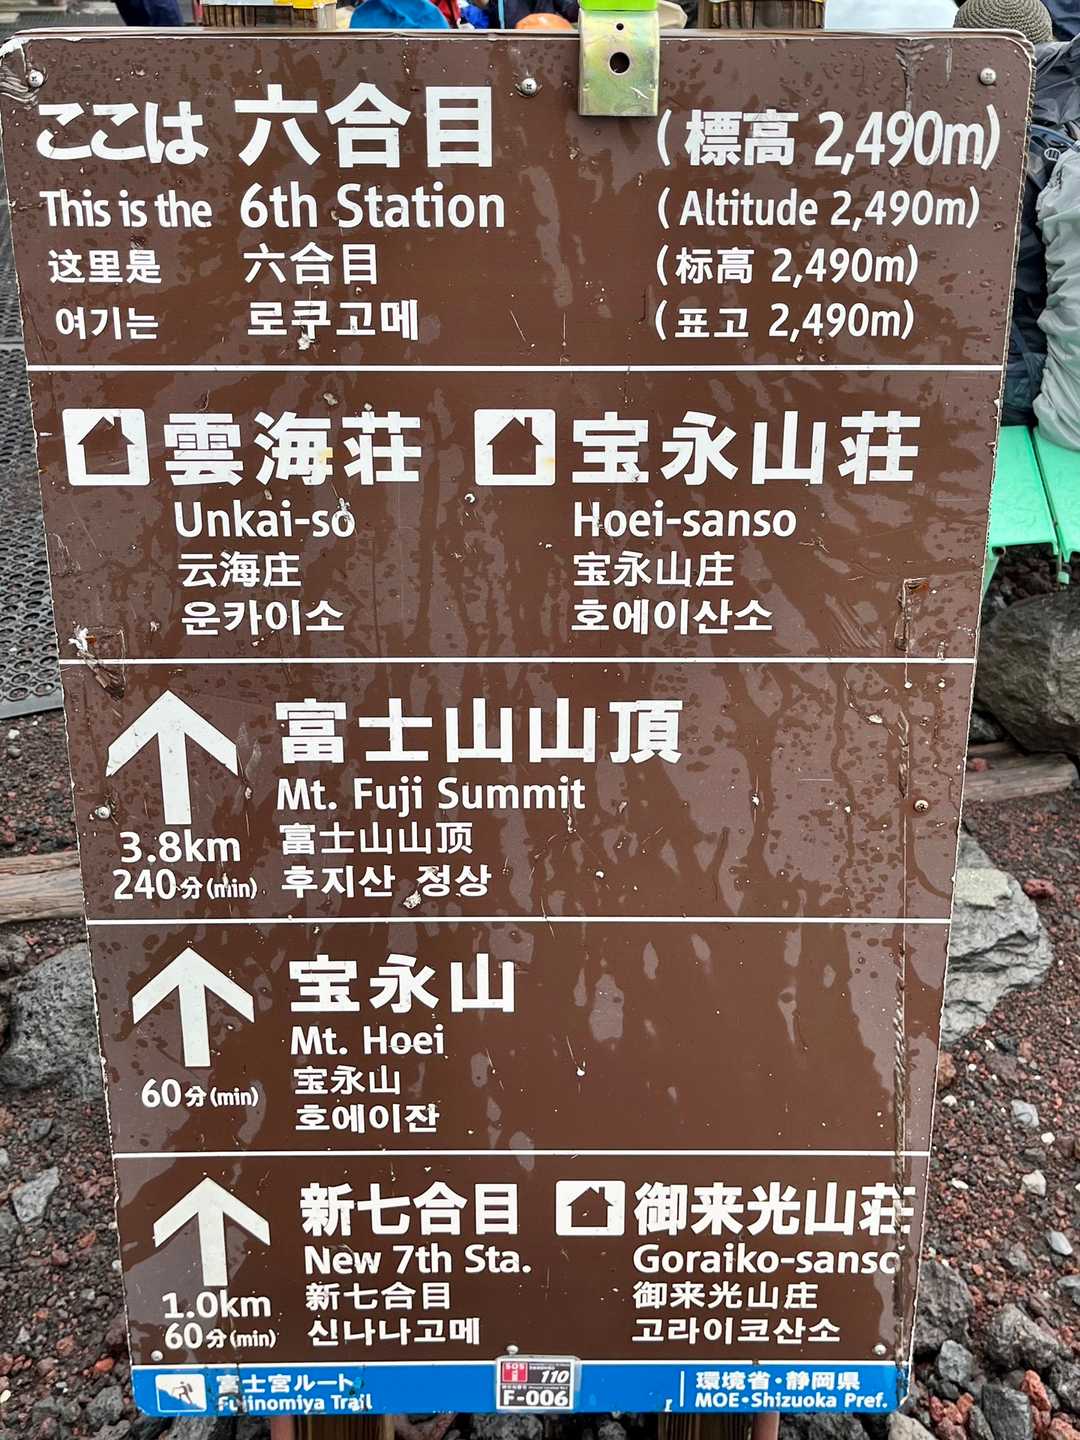 ここは 六合目 (標高 2,490m)
This is the 6th Station (Altitude 2,490m)
这里是 六合目 (标高 2,490m)
여기는 로쿠고메 (표고 2,490m)
雲海荘 宝永山荘
Unkai-so Hoei-sanso
云海庄 宝永山庄
운카이소 호에이산소
富士山山頂
Mt. Fuji Summit
3.8km 富士山山顶
240分(min) 후지산 정상
宝永山
Mt. Hoei
60分(min) 宝永山
호에이잔
新七合目 御来光山荘
New 7th Sta. Goraiko-sanso
1.0km 新七合目 御来光山庄
60分(min) 신나나고메 고라이코산소
富士宮ルート SOS 110 環境省・静岡県
Fujinomiya Trail F-006 MOE・Shizuoka Pref.